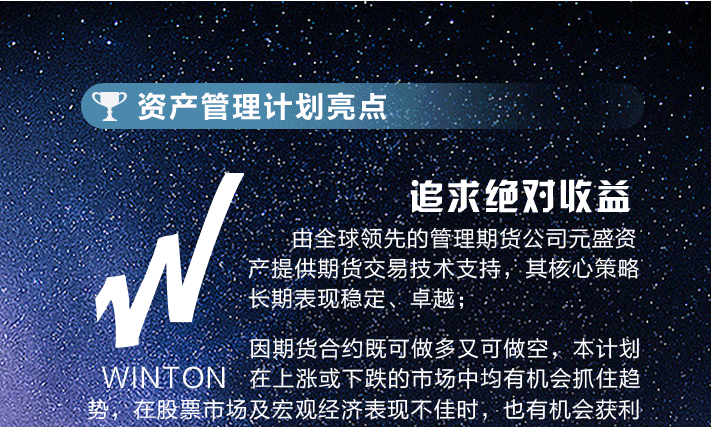 资产管理计划亮点
追求绝对收益
由全球领先的管理期货公司元盛资
产提供期货交易技术支持，其核心策略
长期表现稳定、卓越；
因期货合约既可做多又可做空，本计划
WINTON 在上涨或下跌的市场中均有机会抓住趋
势，在股票市场及宏观经济表现不佳时，也有机会获利